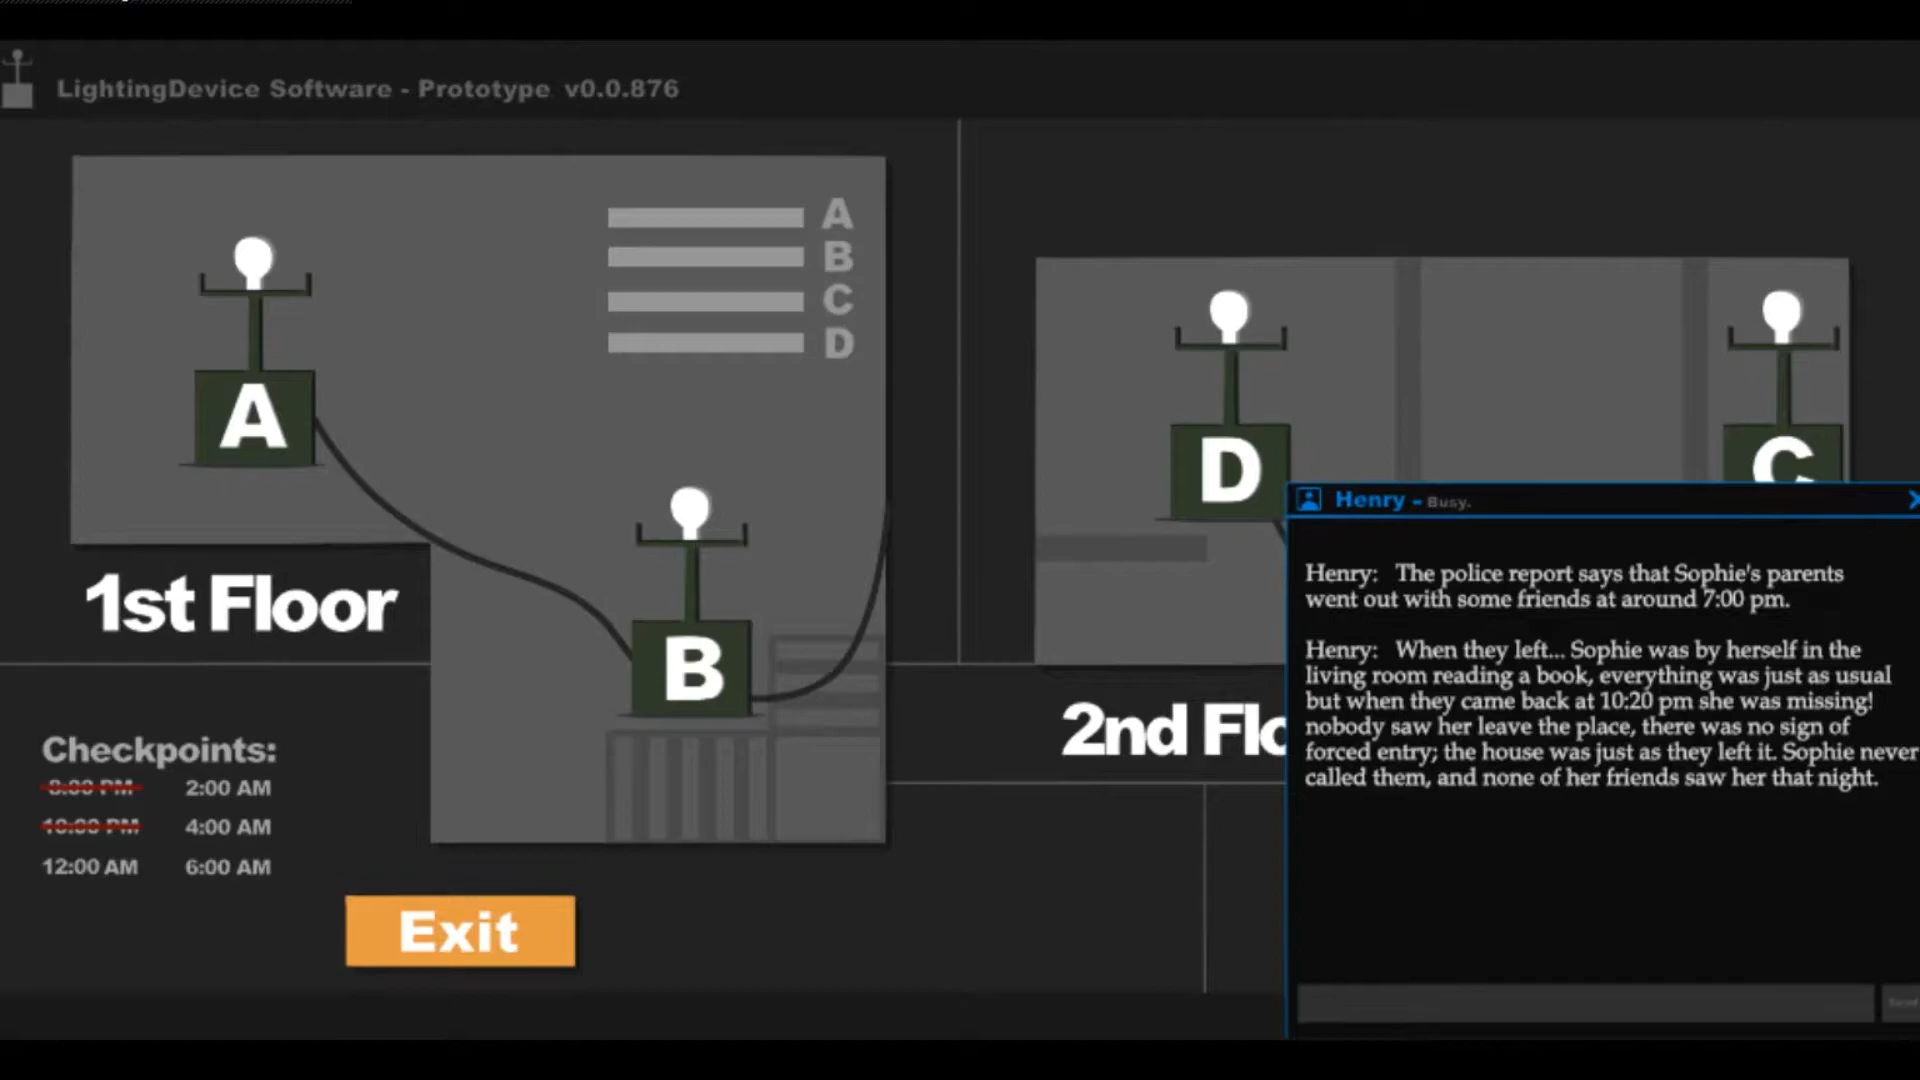 LightingDevice Software - Prototype v0.0.876
A
B
C
D
A
B
1st Floor
D
C
2nd Flo
Checkpoints:
8:00 PM 2:00 AM
10:00 PM 4:00 AM
12:00 AM 6:00 AM
Exit
Henry - Busy.
Henry: The police report says that Sophie's parents
went out with some friends at around 7:00 pm.
Henry: When they left... Sophie was by herself in the
living room reading a book, everything was just as usual
but when they came back at 10:20 pm she was missing!
nobody saw her leave the place, there was no sign of
forced entry; the house was just as they left it. Sophie never
called them, and none of her friends saw her that night.